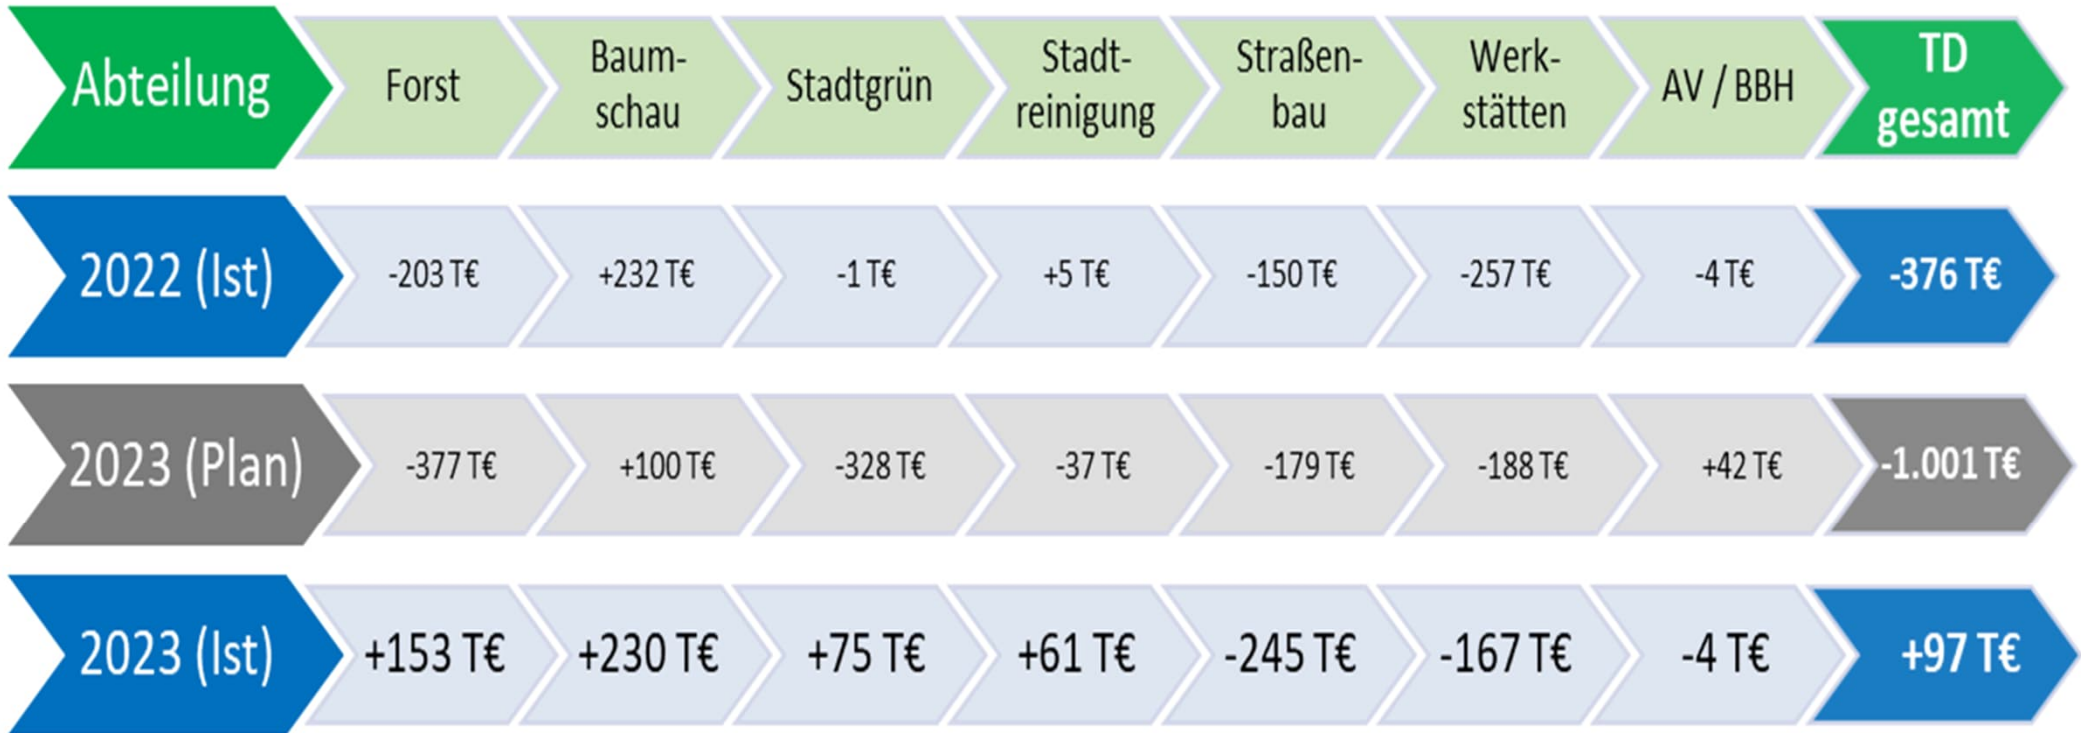 Abteilung
Forst
Baum-
schau
Stadtgrün
Stadt-
reinigung
Straßen-
bau
Werk-
stätten
AV / BBH
TD
gesamt
2022 (Ist)
-203 T€
+232 T€
-1 T€
+5 T€
-150 T€
-257 T€
-4 T€
-376 T€
2023 (Plan)
-377 T€
+100 T€
-328 T€
-37 T€
-179 T€
-188 T€
+42 T€
-1.001 T€
2023 (Ist)
+153 T€
+230 T€
+75 T€
+61 T€
-245 T€
-167 T€
-4 T€
+97 T€